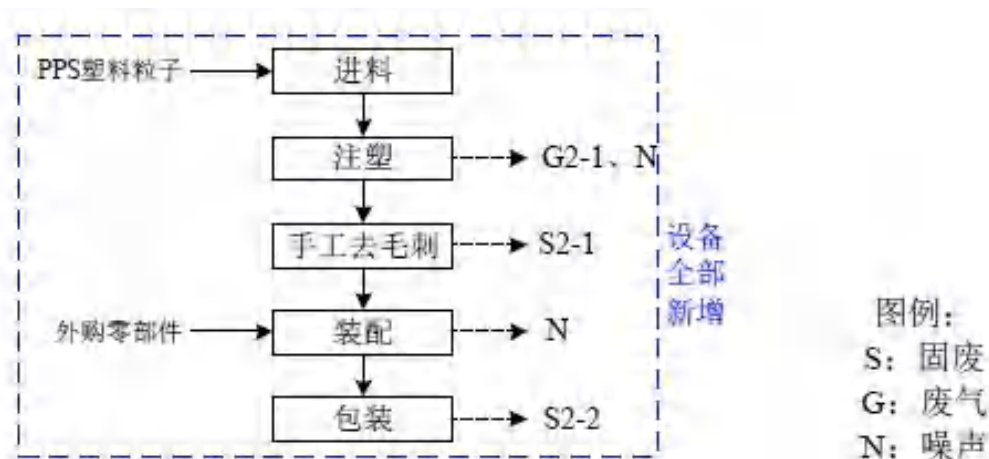 PPS塑料粒子
进料
注塑
G2-1、N
手工去毛刺
S2-1
外购零部件
装配
N
包装
S2-2
设备
全部
新增
图例：
S：固废
G：废气
N：噪声